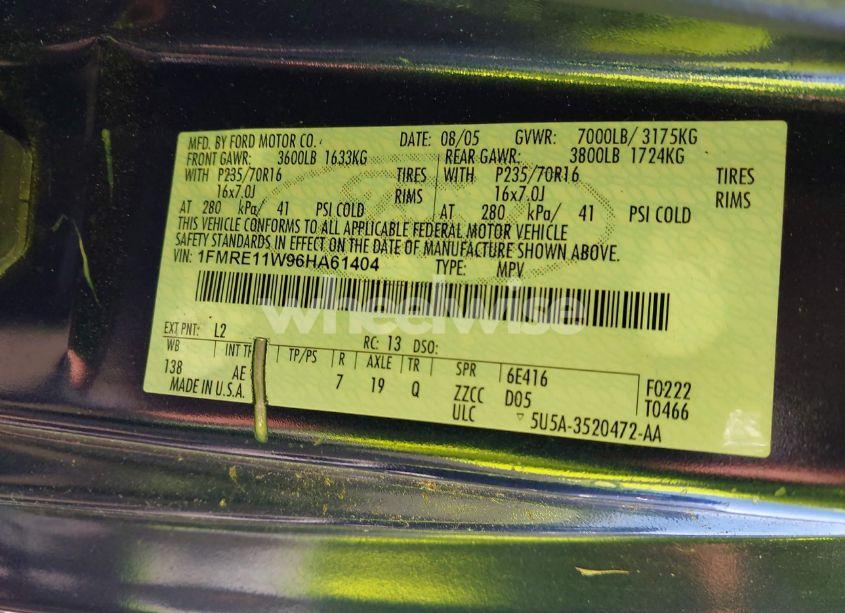 MFD. BY FORD MOTOR CO. DATE: 08/05 GVWR: 7000LB/ 3175KG
FRONT GAWR: 3600LB 1633KG REAR GAWR: 3800LB 1724KG
WITH P235/70R16 TIRES WITH P235/70R16 TIRES
16x7.0J RIMS 16x7.0J RIMS
AT 280 kPa/ 41 PSI COLD AT 280 kPa/ 41 PSI COLD
THIS VEHICLE CONFORMS TO ALL APPLICABLE FEDERAL MOTOR VEHICLE
SAFETY STANDARDS IN EFFECT ON THE DATE OF MANUFACTURE SHOWN ABOVE.
VIN: 1FMRE11W96HA61404 TYPE: MPV
wheelwise
EXT PNT: L2 RC: 13 DSO:
WB INT TR TP/PS R AXLE TR SPR 6E416 F0222
138 AE 7 19 Q ZZCC D05 T0466
MADE IN U.S.A. ULC ▽5U5A-3520472-AA